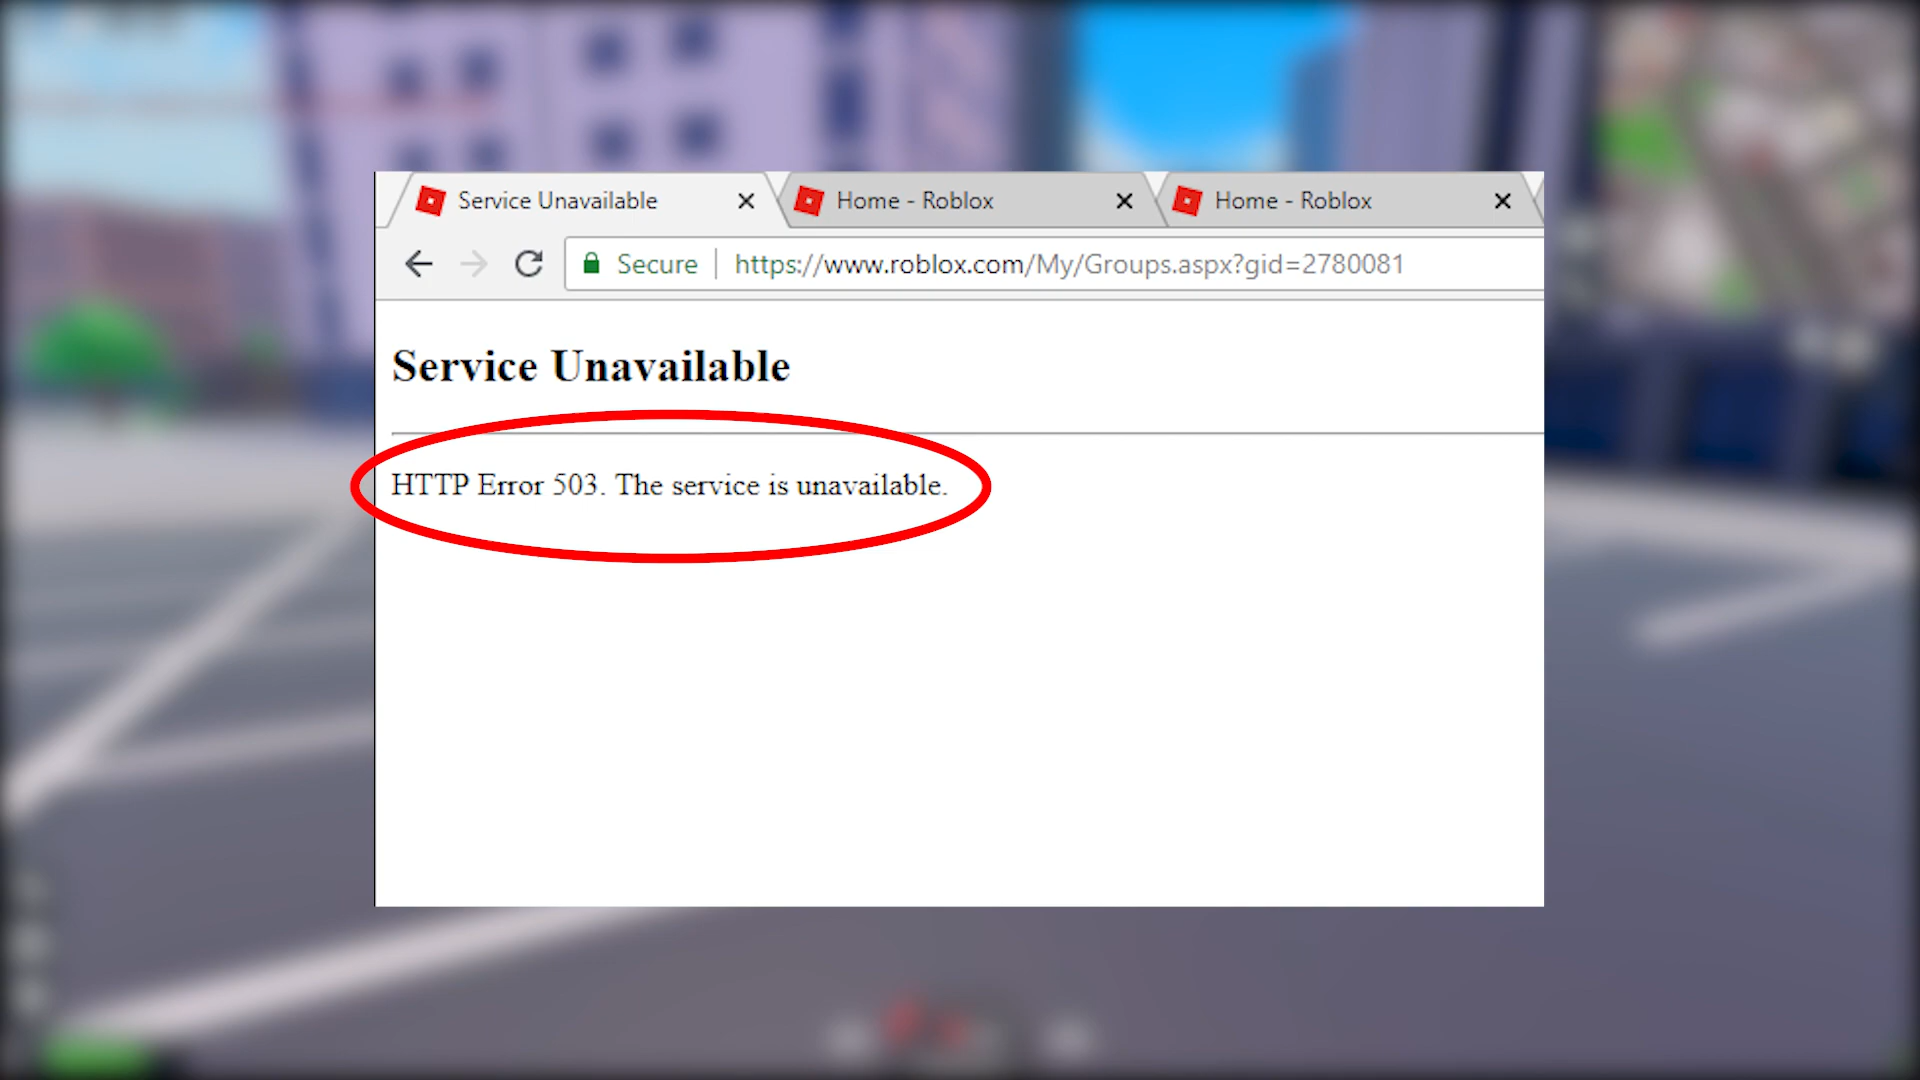 Service Unavailable
Home - Roblox
Home - Roblox
Secure
https://www.roblox.com/My/Groups.aspx?gid=2780081
Service Unavailable
HTTP Error 503. The service is unavailable.